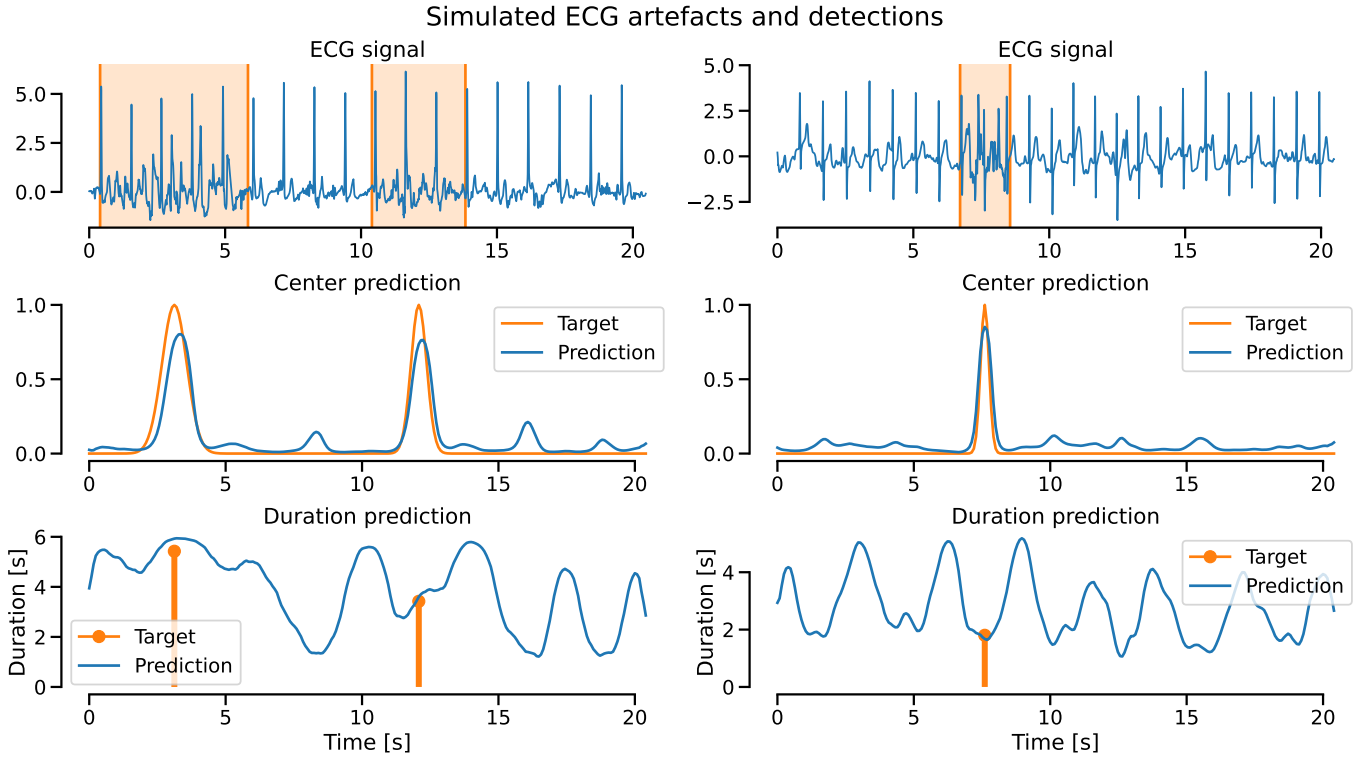 Simulated ECG artefacts and detections
ECG signal
5.0
2.5
0.0
0 5 10 15 20
ECG signal
5.0
2.5
0.0
−2.5
0 5 10 15 20
Center prediction
1.0
0.5
0.0
Target
Prediction
0 5 10 15 20
Center prediction
1.0
0.5
0.0
Target
Prediction
0 5 10 15 20
Duration prediction
Duration [s]
6
4
2
0
Target
Prediction
0 5 10 15 20
Time [s]
Duration prediction
Duration [s]
4
2
0
Target
Prediction
0 5 10 15 20
Time [s]